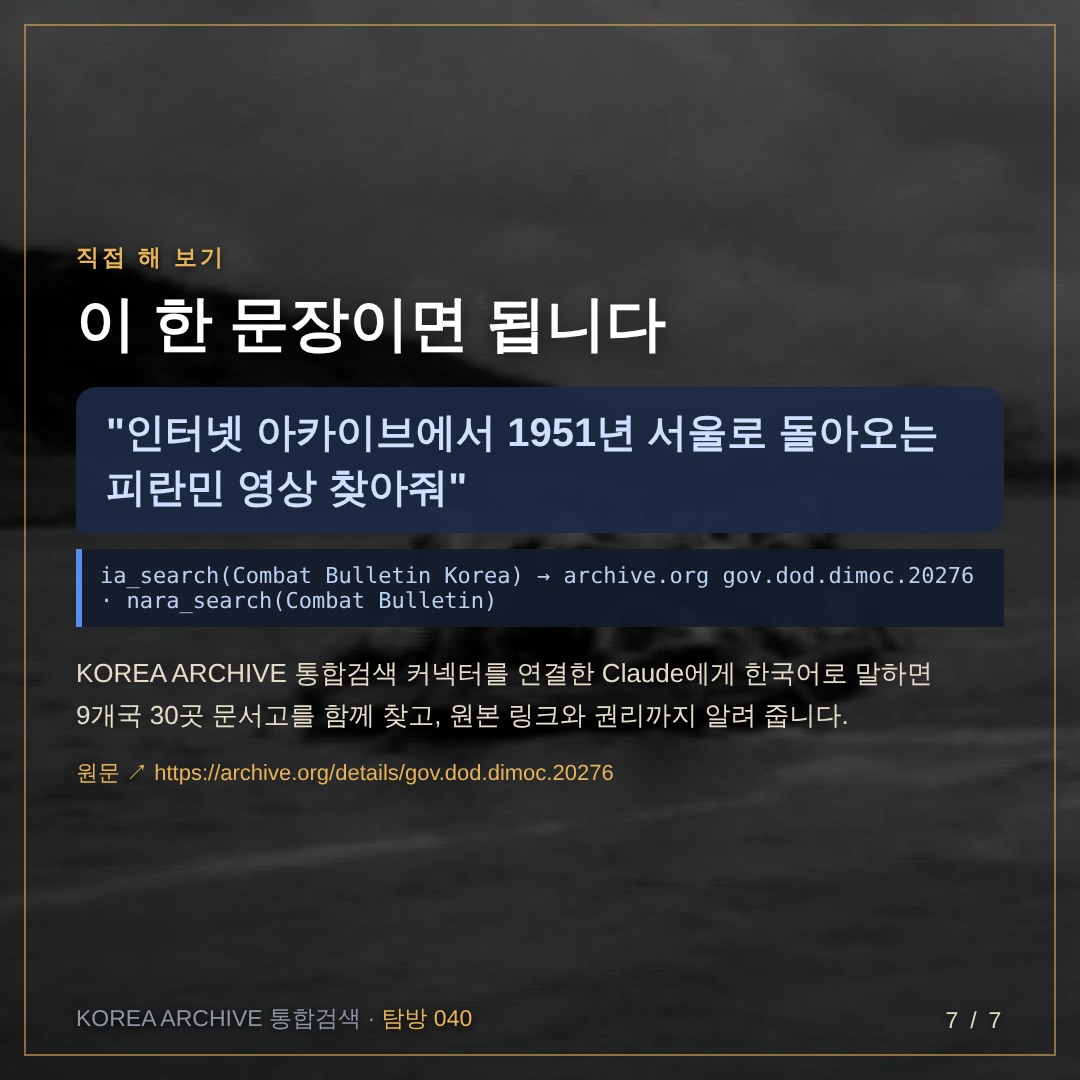 직접 해 보기
이 한 문장이면 됩니다
"인터넷 아카이브에서 1951년 서울로 돌아오는
피란민 영상 찾아줘"
ia_search(Combat Bulletin Korea) → archive.org gov.dod.dimoc.20276
· nara_search(Combat Bulletin)
KOREA ARCHIVE 통합검색 커넥터를 연결한 Claude에게 한국어로 말하면
9개국 30곳 문서고를 함께 찾고, 원본 링크와 권리까지 알려 줍니다.
원문 ↗ https://archive.org/details/gov.dod.dimoc.20276
KOREA ARCHIVE 통합검색 · 탐방 040
7 / 7